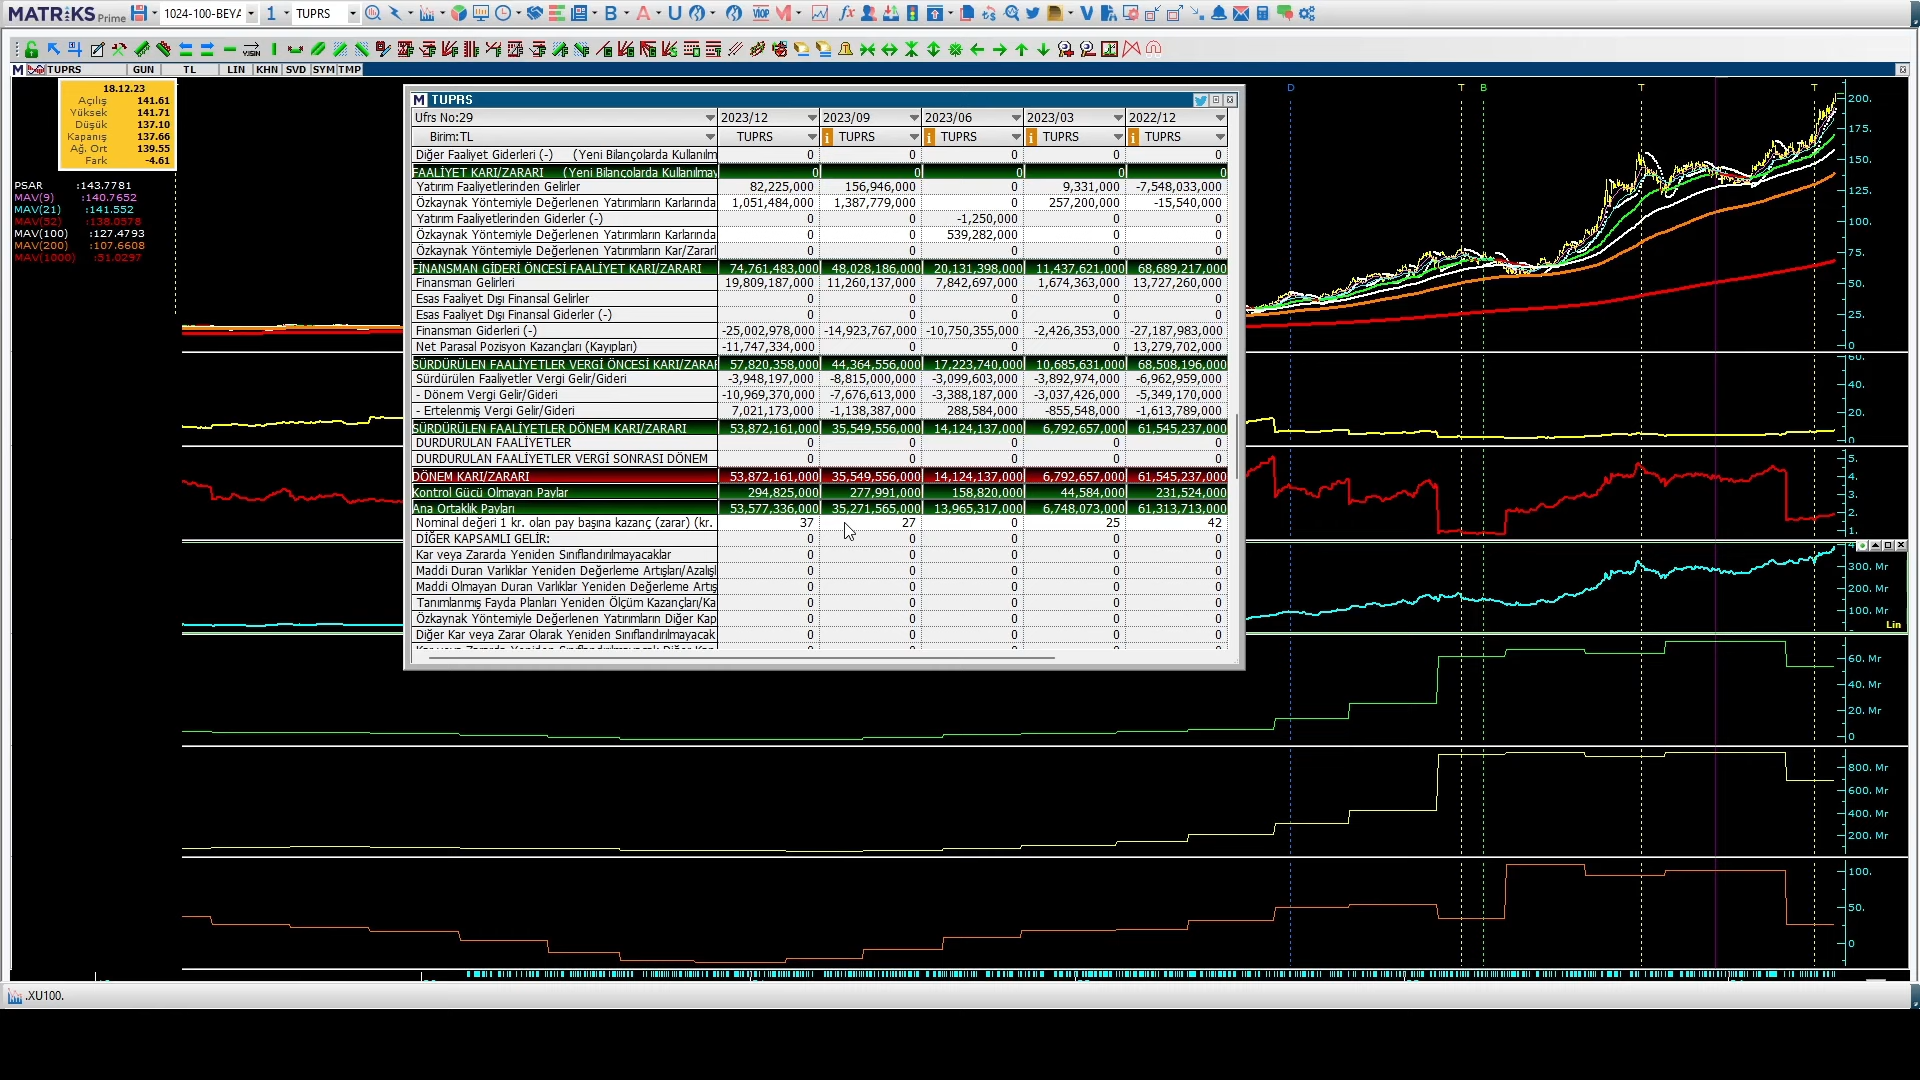 MATRIKS Prime 1024-100-BEYA 1 TUPRS
M TUPRS GUN TL LIN KHN SVD SYM TMP
18.12.23
Açılış 141.61
Yüksek 141.71
Düşük 137.10
Kapanış 137.66
Ağ. Ort 139.55
Fark -4.61
PSAR :143.7781
MAV(9) :140.7652
MAV(21) :141.552
MAV(52) :138.0578
MAV(100) :127.4793
MAV(200) :107.6608
MAV(1000) :51.0297
M TUPRS
Ufrs No:29 2023/12 2023/09 2023/06 2023/03 2022/12
Birim:TL TUPRS TUPRS TUPRS TUPRS TUPRS
Diğer Faaliyet Giderleri (-) (Yeni Bilançolarda Kullanılm 0 0 0 0 0
FAALİYET KARI/ZARARI (Yeni Bilançolarda Kullanılmay 0 0 0 0 0
Yatırım Faaliyetlerinden Gelirler 82,225,000 156,946,000 0 9,331,000 -7,548,033,000
Özkaynak Yöntemiyle Değerlenen Yatırımların Karlarında 1,051,484,000 1,387,779,000 0 257,200,000 -15,540,000
Yatırım Faaliyetlerinden Giderler (-) 0 0 -1,250,000 0 0
Özkaynak Yöntemiyle Değerlenen Yatırımların Karlarında 0 0 539,282,000 0 0
Özkaynak Yöntemiyle Değerlenen Yatırımların Kar/Zararl 0 0 0 0 0
FİNANSMAN GİDERİ ÖNCESİ FAALİYET KARI/ZARARI 74,761,483,000 48,028,186,000 20,131,398,000 11,437,621,000 68,689,217,000
Finansman Gelirleri 19,809,187,000 11,260,137,000 7,842,697,000 1,674,363,000 13,727,260,000
Esas Faaliyet Dışı Finansal Gelirler 0 0 0 0 0
Esas Faaliyet Dışı Finansal Giderler (-) 0 0 0 0 0
Finansman Giderleri (-) -25,002,978,000 -14,923,767,000 -10,750,355,000 -2,426,353,000 -27,187,983,000
Net Parasal Pozisyon Kazançları (Kayıpları) -11,747,334,000 0 0 0 13,279,702,000
SÜRDÜRÜLEN FAALİYETLER VERGİ ÖNCESİ KARI/ZARAF 57,820,358,000 44,364,556,000 17,223,740,000 10,685,631,000 68,508,196,000
Sürdürülen Faaliyetler Vergi Gelir/Gideri -3,948,197,000 -8,815,000,000 -3,099,603,000 -3,892,974,000 -6,962,959,000
- Dönem Vergi Gelir/Gideri -10,969,370,000 -7,676,613,000 -3,388,187,000 -3,037,426,000 -5,349,170,000
- Ertelenmiş Vergi Gelir/Gideri 7,021,173,000 -1,138,387,000 288,584,000 -855,548,000 -1,613,789,000
SÜRDÜRÜLEN FAALİYETLER DÖNEM KARI/ZARARI 53,872,161,000 35,549,556,000 14,124,137,000 6,792,657,000 61,545,237,000
DURDURULAN FAALİYETLER 0 0 0 0 0
DURDURULAN FAALİYETLER VERGİ SONRASI DÖNEM 0 0 0 0 0
DÖNEM KARI/ZARARI 53,872,161,000 35,549,556,000 14,124,137,000 6,792,657,000 61,545,237,000
Kontrol Gücü Olmayan Paylar 294,825,000 277,991,000 158,820,000 44,584,000 231,524,000
Ana Ortaklık Payları 53,577,336,000 35,271,565,000 13,965,317,000 6,748,073,000 61,313,713,000
Nominal değeri 1 kr. olan pay başına kazanç (zarar) (kr. 37 27 0 25 42
DİĞER KAPSAMLI GELİR: 0 0 0 0 0
Kar veya Zararda Yeniden Sınıflandırılmayacaklar 0 0 0 0 0
Maddi Duran Varlıklar Yeniden Değerleme Artışları/Azalışl 0 0 0 0 0
Maddi Olmayan Duran Varlıklar Yeniden Değerleme Artış 0 0 0 0 0
Tanımlanmış Fayda Planları Yeniden Ölçüm Kazançları/Ka 0 0 0 0 0
Özkaynak Yöntemiyle Değerlenen Yatırımların Diğer Kap 0 0 0 0 0
Diğer Kar veya Zarar Olarak Yeniden Sınıflandırılmayacak 0 0 0 0 0
D T B T T
200.
175.
150.
125.
100.
75.
50.
25.
0
60.
40.
20.
0
5.
4.
3.
2.
1.
300. Mr
200. Mr
100. Mr
Lin
60. Mr
40. Mr
20. Mr
0
800. Mr
600. Mr
400. Mr
200. Mr
100.
50.
0
.XU100.